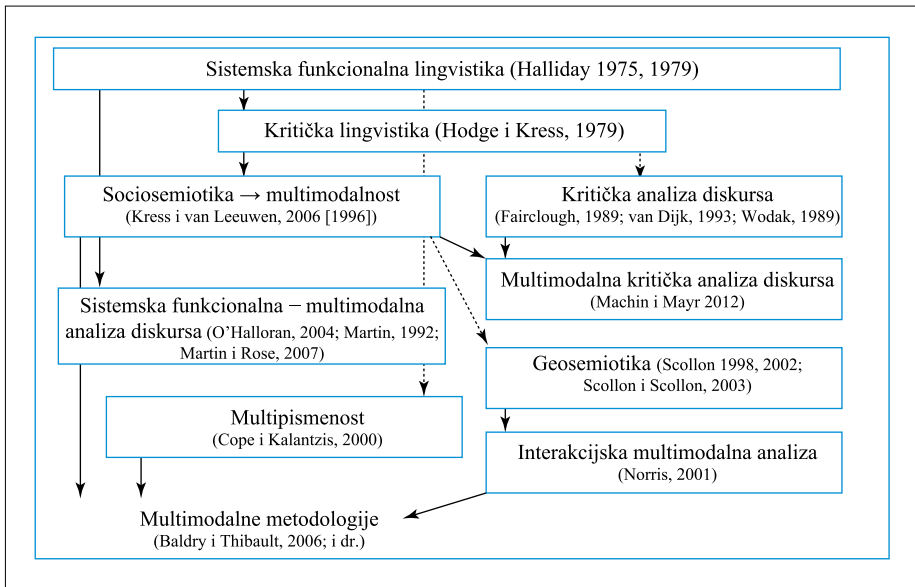 Sistemska funkcionalna lingvistika (Halliday 1975, 1979)
Kritička lingvistika (Hodge i Kress, 1979)
Sociosemiotika → multimodalnost
(Kress i van Leeuwen, 2006 [1996])
Kritička analiza diskursa
(Fairclough, 1989; van Dijk, 1993; Wodak, 1989)
Multimodalna kritička analiza diskursa
(Machin i Mayr 2012)
Sistemska funkcionalna – multimodalna
analiza diskursa (O’Halloran, 2004; Martin, 1992;
Martin i Rose, 2007)
Geosemiotika (Scollon 1998, 2002;
Scollon i Scollon, 2003)
Multipismenost
(Cope i Kalantzis, 2000)
Interakcijska multimodalna analiza
(Norris, 2001)
Multimodalne metodologije
(Baldry i Thibault, 2006; i dr.)